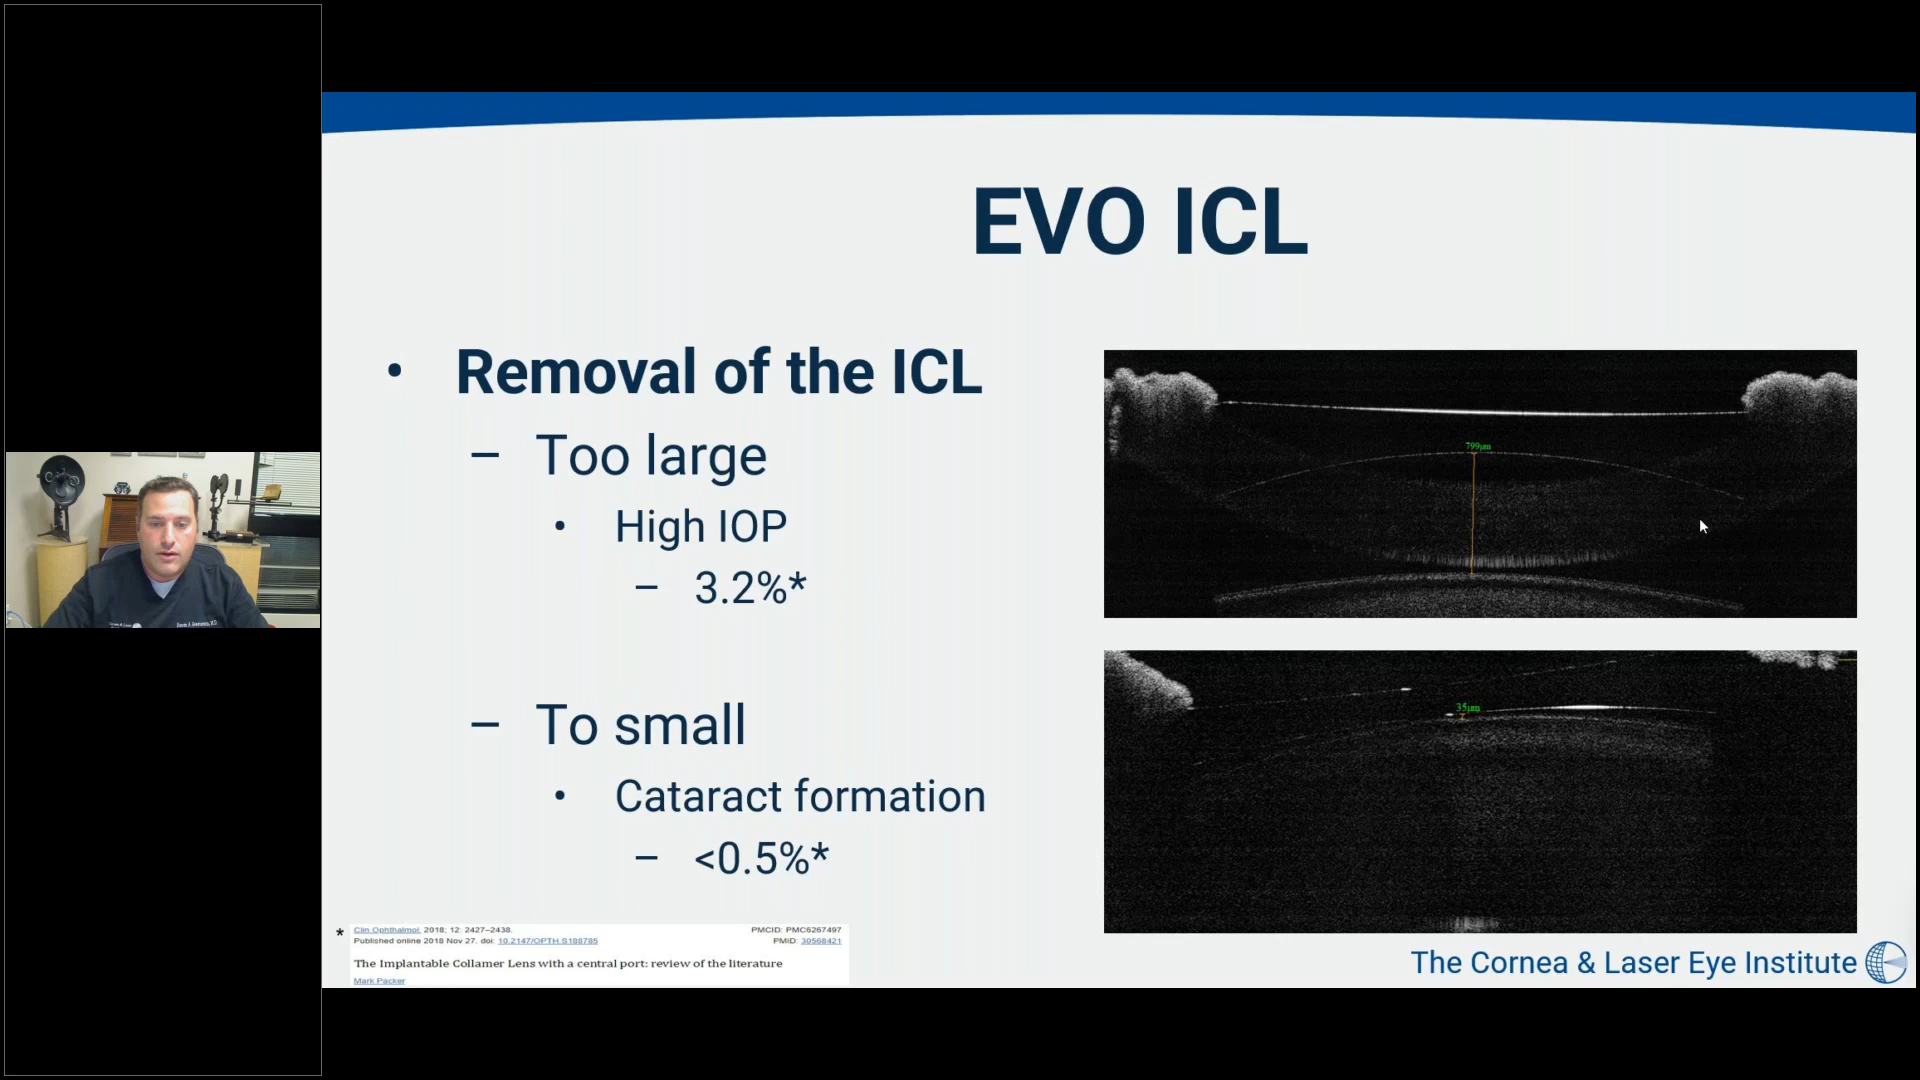 EVO ICL
• Removal of the ICL
– Too large
• High IOP
– 3.2%*
– To small
• Cataract formation
– <0.5%*
799µm
35µm
* Clin Ophthalmol. 2018; 12: 2427–2438. PMCID: PMC6267497
Published online 2018 Nov 27. doi: 10.2147/OPTH.S188785 PMID: 30568421
The Implantable Collamer Lens with a central port: review of the literature
Mark Packer
The Cornea & Laser Eye Institute